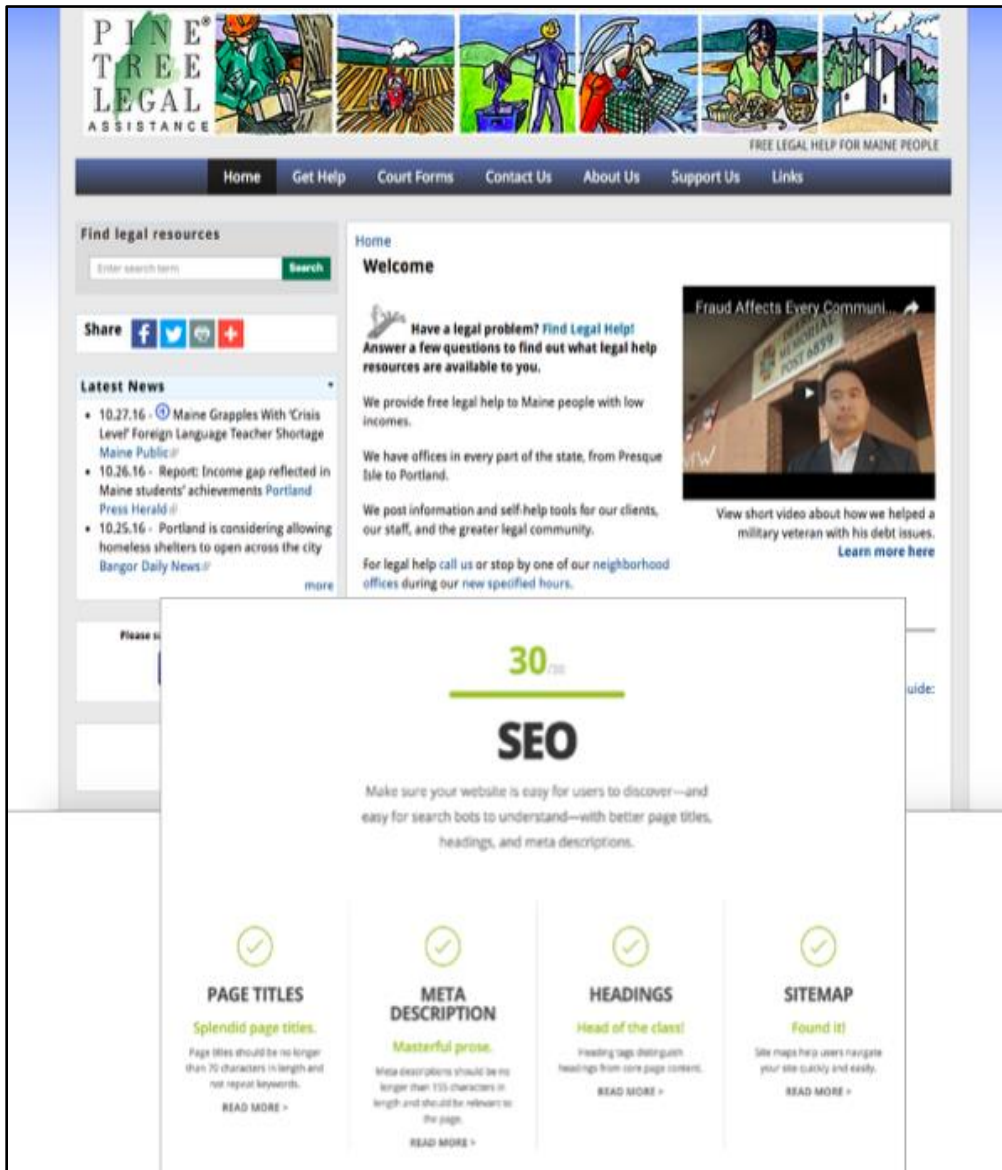 PINE®
TREE
LEGAL
ASSISTANCE
FREE LEGAL HELP FOR MAINE PEOPLE
Home Get Help Court Forms Contact Us About Us Support Us Links
Find legal resources
Enter search term Search
Share
Latest News
• 10.27.16 - Maine Grapples With 'Crisis
Level' Foreign Language Teacher Shortage
Maine Public
• 10.26.16 - Report: Income gap reflected in
Maine students' achievements Portland
Press Herald
• 10.25.16 - Portland is considering allowing
homeless shelters to open across the city
Bangor Daily News
more
Please
Home
Welcome
Have a legal problem? Find Legal Help!
Answer a few questions to find out what legal help
resources are available to you.
We provide free legal help to Maine people with low
incomes.
We have offices in every part of the state, from Presque
Isle to Portland.
We post information and self-help tools for our clients,
our staff, and the greater legal community.
For legal help call us or stop by one of our neighborhood
offices during our new specified hours.
Fraud Affects Every Communi...
MEMORIAL
POST 6859
View short video about how we helped a
military veteran with his debt issues.
Learn more here
uide:
30/30
SEO
Make sure your website is easy for users to discover—and
easy for search bots to understand—with better page titles,
headings, and meta descriptions.
PAGE TITLES
Splendid page titles.
Page titles should be no longer
than 70 characters in length and
not repeat keywords.
READ MORE >
META
DESCRIPTION
Masterful prose.
Meta descriptions should be no
longer than 155 characters in
length and should be relevant to
the page.
READ MORE >
HEADINGS
Head of the class!
Heading tags distinguish
headings from core page content.
READ MORE >
SITEMAP
Found it!
Site maps help users navigate
your site quickly and easily.
READ MORE >